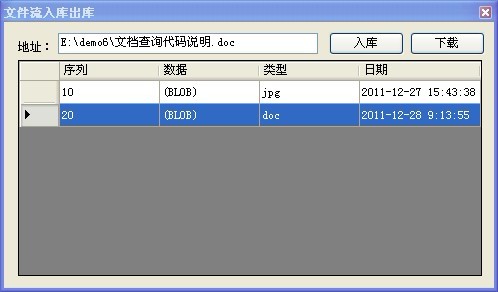 文件流入库出库
地址： E:\demo6\文档查询代码说明.doc 入库 下载
序列 数据 类型 日期
10 (BLOB) jpg 2011-12-27 15:43:38
20 (BLOB) doc 2011-12-28 9:13:55